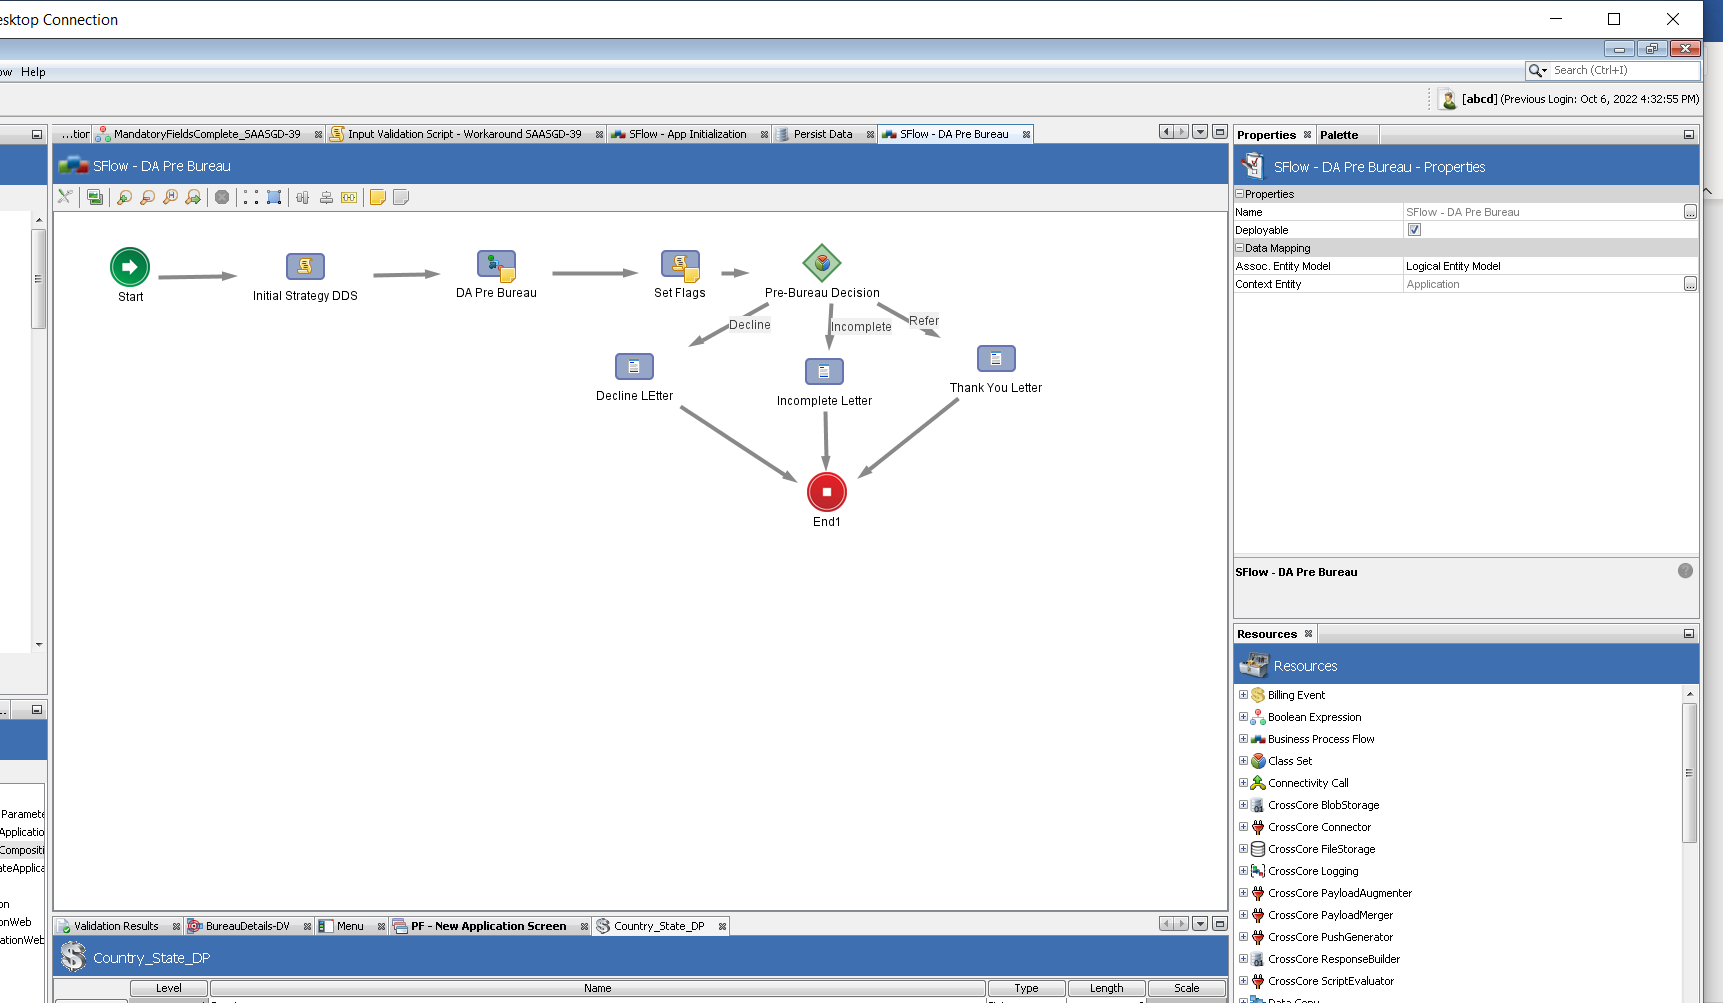 esktop Connection
ow Help
Search (Ctrl+I)
[abcd] (Previous Login: Oct 6, 2022 4:32:55 PM)
...tior MandatoryFieldsComplete_SAASGD-39 Input Validation Script - Workaround SAASGD-39 SFlow - App Initialization Persist Data SFlow - DA Pre Bureau
SFlow - DA Pre Bureau
Start
Initial Strategy DDS
DA Pre Bureau
Set Flags
Pre-Bureau Decision
Decline
Incomplete
Refer
Decline LEtter
Incomplete Letter
Thank You Letter
End1
Properties Palette
SFlow - DA Pre Bureau - Properties
Properties
Name SFlow - DA Pre Bureau ...
Deployable
Data Mapping
Assoc. Entity Model Logical Entity Model
Context Entity Application ...
SFlow - DA Pre Bureau
Resources
Resources
Billing Event
Boolean Expression
Business Process Flow
Class Set
Connectivity Call
CrossCore BlobStorage
CrossCore Connector
CrossCore FileStorage
CrossCore Logging
CrossCore PayloadAugmenter
CrossCore PayloadMerger
CrossCore PushGenerator
CrossCore ResponseBuilder
CrossCore ScriptEvaluator
Data Copy
Paramete
Applicatio
Compositi
ateApplica
on
onWeb
ationWeb
Validation Results BureauDetails-DV Menu PF - New Application Screen Country_State_DP
Country_State_DP
Level Name Type Length Scale